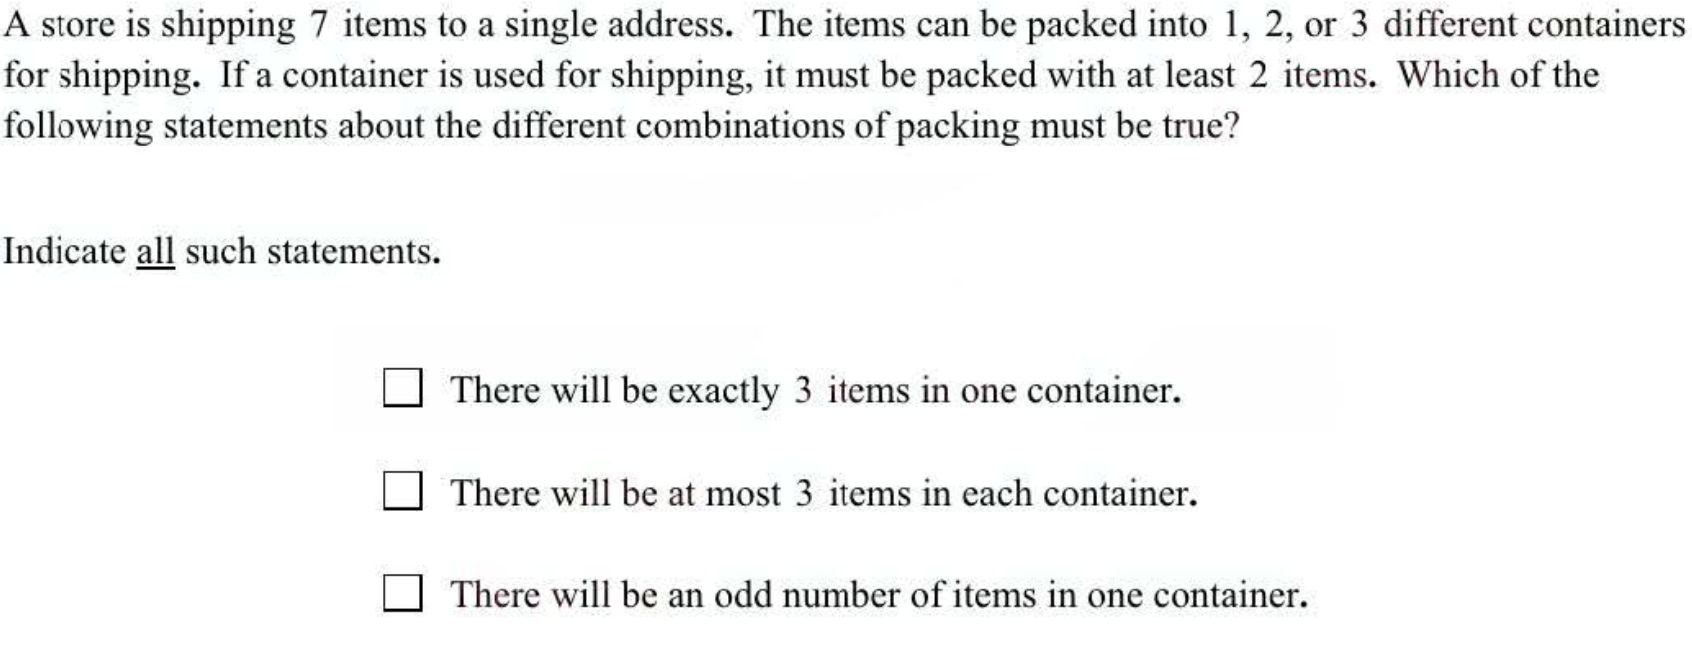 A store is shipping 7 items to a single address. The items can be packed into 1, 2, or 3 different containers
for shipping. If a container is used for shipping, it must be packed with at least 2 items. Which of the
following statements about the different combinations of packing must be true?
Indicate all such statements.
There will be exactly 3 items in one container.
There will be at most 3 items in each container.
There will be an odd number of items in one container.